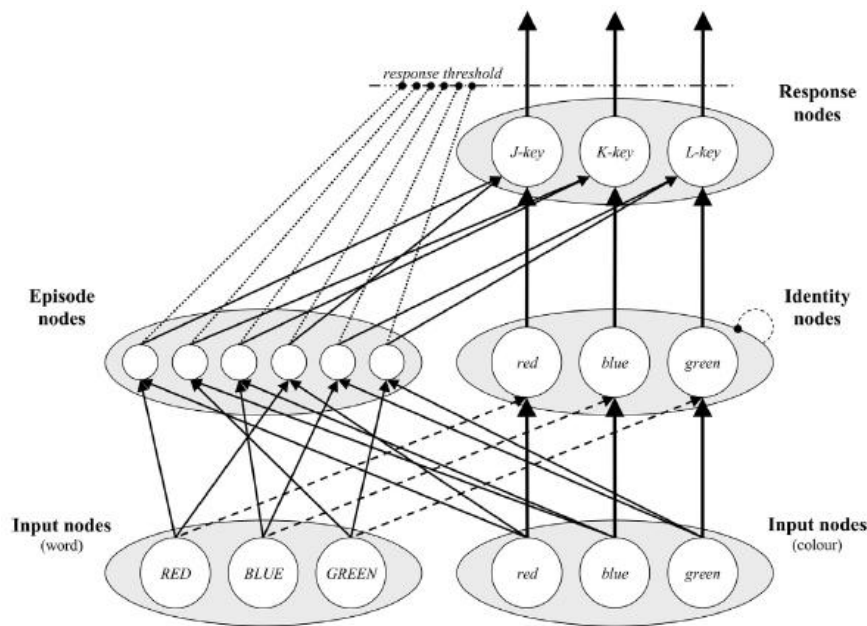 response threshold
Response
nodes
J-key
K-key
L-key
Episode
nodes
Identity
nodes
red
blue
green
Input nodes
(word)
Input nodes
(colour)
RED
BLUE
GREEN
red
blue
green